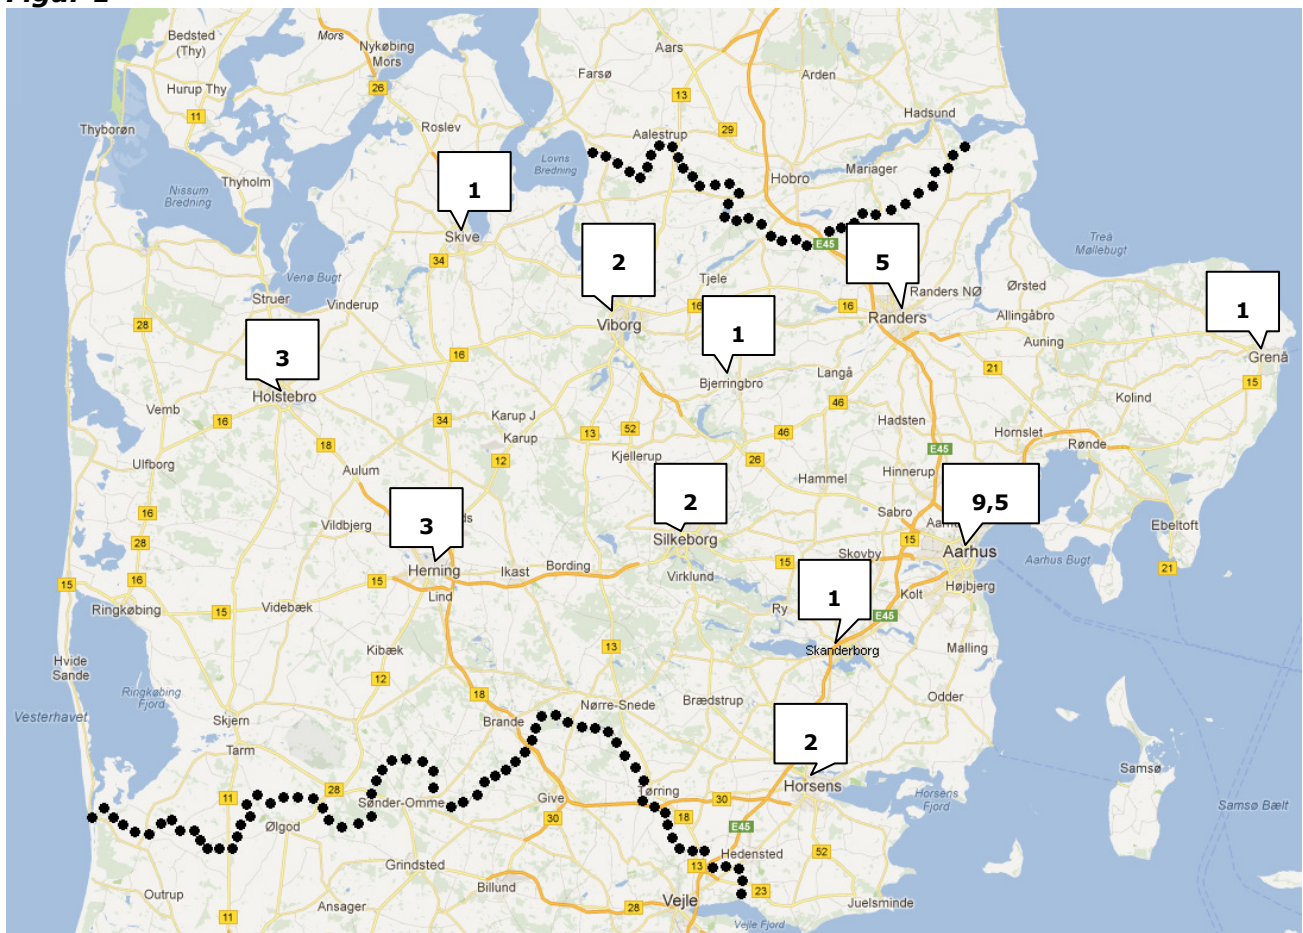 Bedsted
(Thy)
Mors
Nykøbing
Mors
Aars
Farsø
Arden
26
13
Hurup Thy
11
Hadsund
Thyborøn
Roslev
Aalestrup
29
Lovns
Bredning
Mariager
Hobro
Thyholm
Nissum
Bredning
1
Skive
34
E45
Treå
Møllebugt
2
5
Tjele
Venø Bugt
Struer
Vinderup
Randers NØ
Ørsted
16
16
Viborg
Randers
Allingåbro
1
1
28
3
16
Auning
Grenå
Holstebro
Bjerringbro
Langå
21
15
Kolind
Vemb
16
34
Karup J
Karup
46
Hadsten
18
13
52
46
Hornslet
Rønde
E45
Ulfborg
Aulum
12
Kjellerup
26
Hinnerup
Hammel
2
9,5
16
Vildbjerg
3
ds
Sabro
Ebeltoft
28
Silkeborg
15
Aarhus
Herning
Skovby
Aarhus Bugt
15
16
15
Ikast
Bording
15
Virklund
21
Lind
Højbjerg
Kolt
1
Ringkøbing
15
Videbæk
Ry
E45
13
Kibæk
Skanderborg
Malling
Hvide
Sande
12
Ringkøbing
Fjord
18
Brædstrup
Odder
Vesterhavet
Skjern
Brande
Nørre-Snede
Tarm
2
Samsø
Horsens
28
11
Sønder-Omme
Give
Tørring
30
Horsens
Fjord
Samsø Bælt
Ølgod
30
18
E45
Hedensted
52
Grindsted
13
Outrup
Billund
23
Ansager
28
Vejle
Juelsminde
11
Vejle Fjord